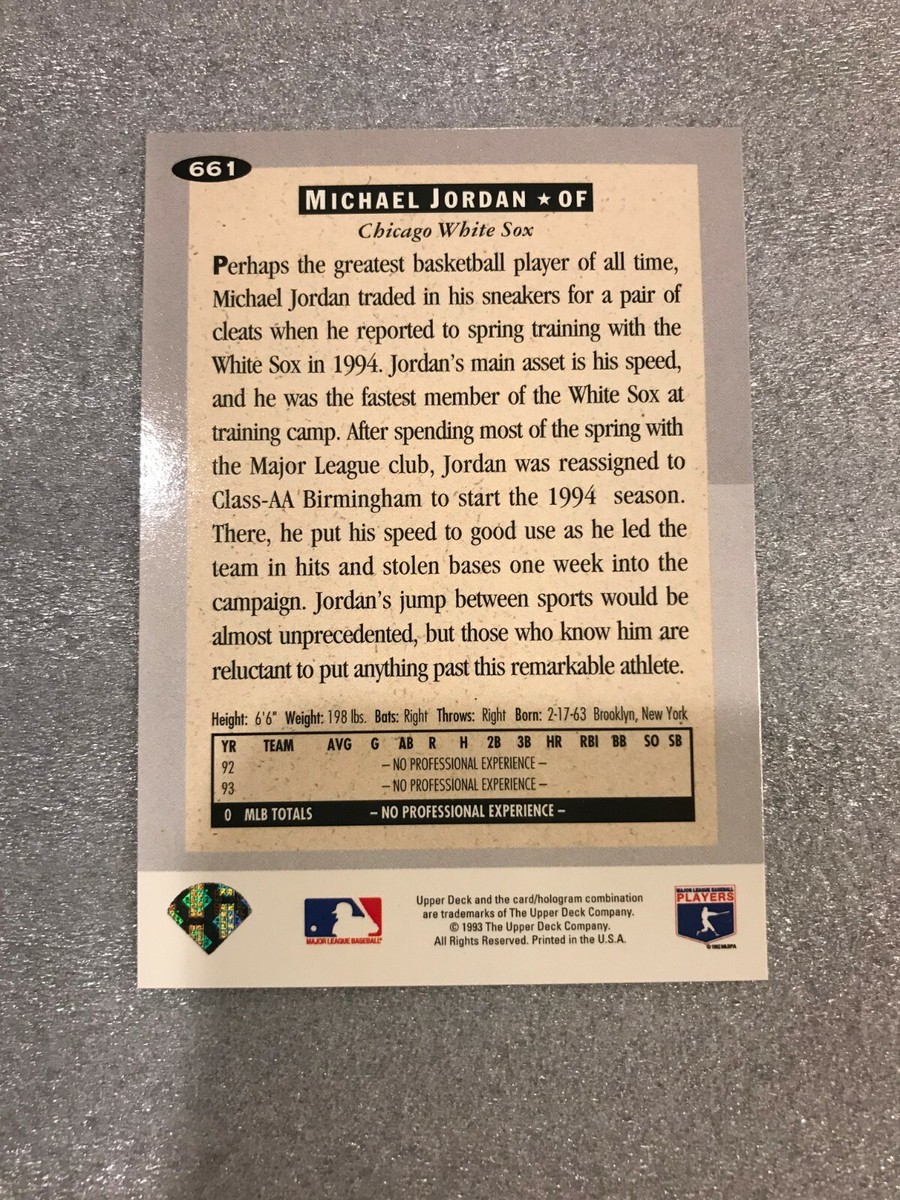 661
MICHAEL JORDAN ★ OF
Chicago White Sox
Perhaps the greatest basketball player of all time,
Michael Jordan traded in his sneakers for a pair of
cleats when he reported to spring training with the
White Sox in 1994. Jordan's main asset is his speed,
and he was the fastest member of the White Sox at
training camp. After spending most of the spring with
the Major League club, Jordan was reassigned to
Class-AA Birmingham to start the 1994 season.
There, he put his speed to good use as he led the
team in hits and stolen bases one week into the
campaign. Jordan's jump between sports would be
almost unprecedented, but those who know him are
reluctant to put anything past this remarkable athlete.
Height: 6'6" Weight: 198 lbs. Bats: Right Throws: Right Born: 2-17-63 Brooklyn, New York
YR TEAM AVG G AB R H 2B 3B HR RBI BB SO SB
92 – NO PROFESSIONAL EXPERIENCE –
93 – NO PROFESSIONAL EXPERIENCE –
0 MLB TOTALS – NO PROFESSIONAL EXPERIENCE –
MAJOR LEAGUE BASEBALL
Upper Deck and the card/hologram combination
are trademarks of The Upper Deck Company.
© 1993 The Upper Deck Company.
All Rights Reserved. Printed in the U.S.A.
MAJOR LEAGUE BASEBALL
PLAYERS